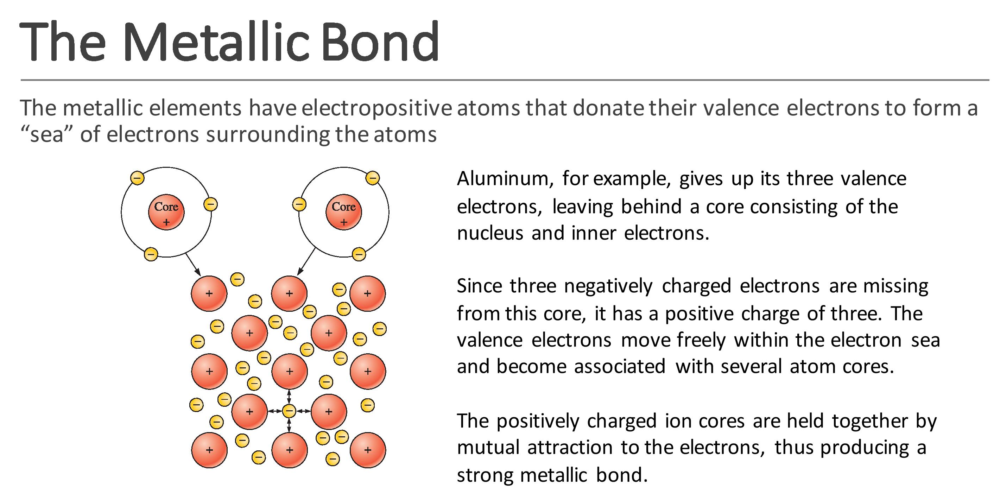 The Metallic Bond
The metallic elements have electropositive atoms that donate their valence electrons to form a
“sea” of electrons surrounding the atoms
Core
+
Core
+
Aluminum, for example, gives up its three valence
electrons, leaving behind a core consisting of the
nucleus and inner electrons.
Since three negatively charged electrons are missing
from this core, it has a positive charge of three. The
valence electrons move freely within the electron sea
and become associated with several atom cores.
The positively charged ion cores are held together by
mutual attraction to the electrons, thus producing a
strong metallic bond.